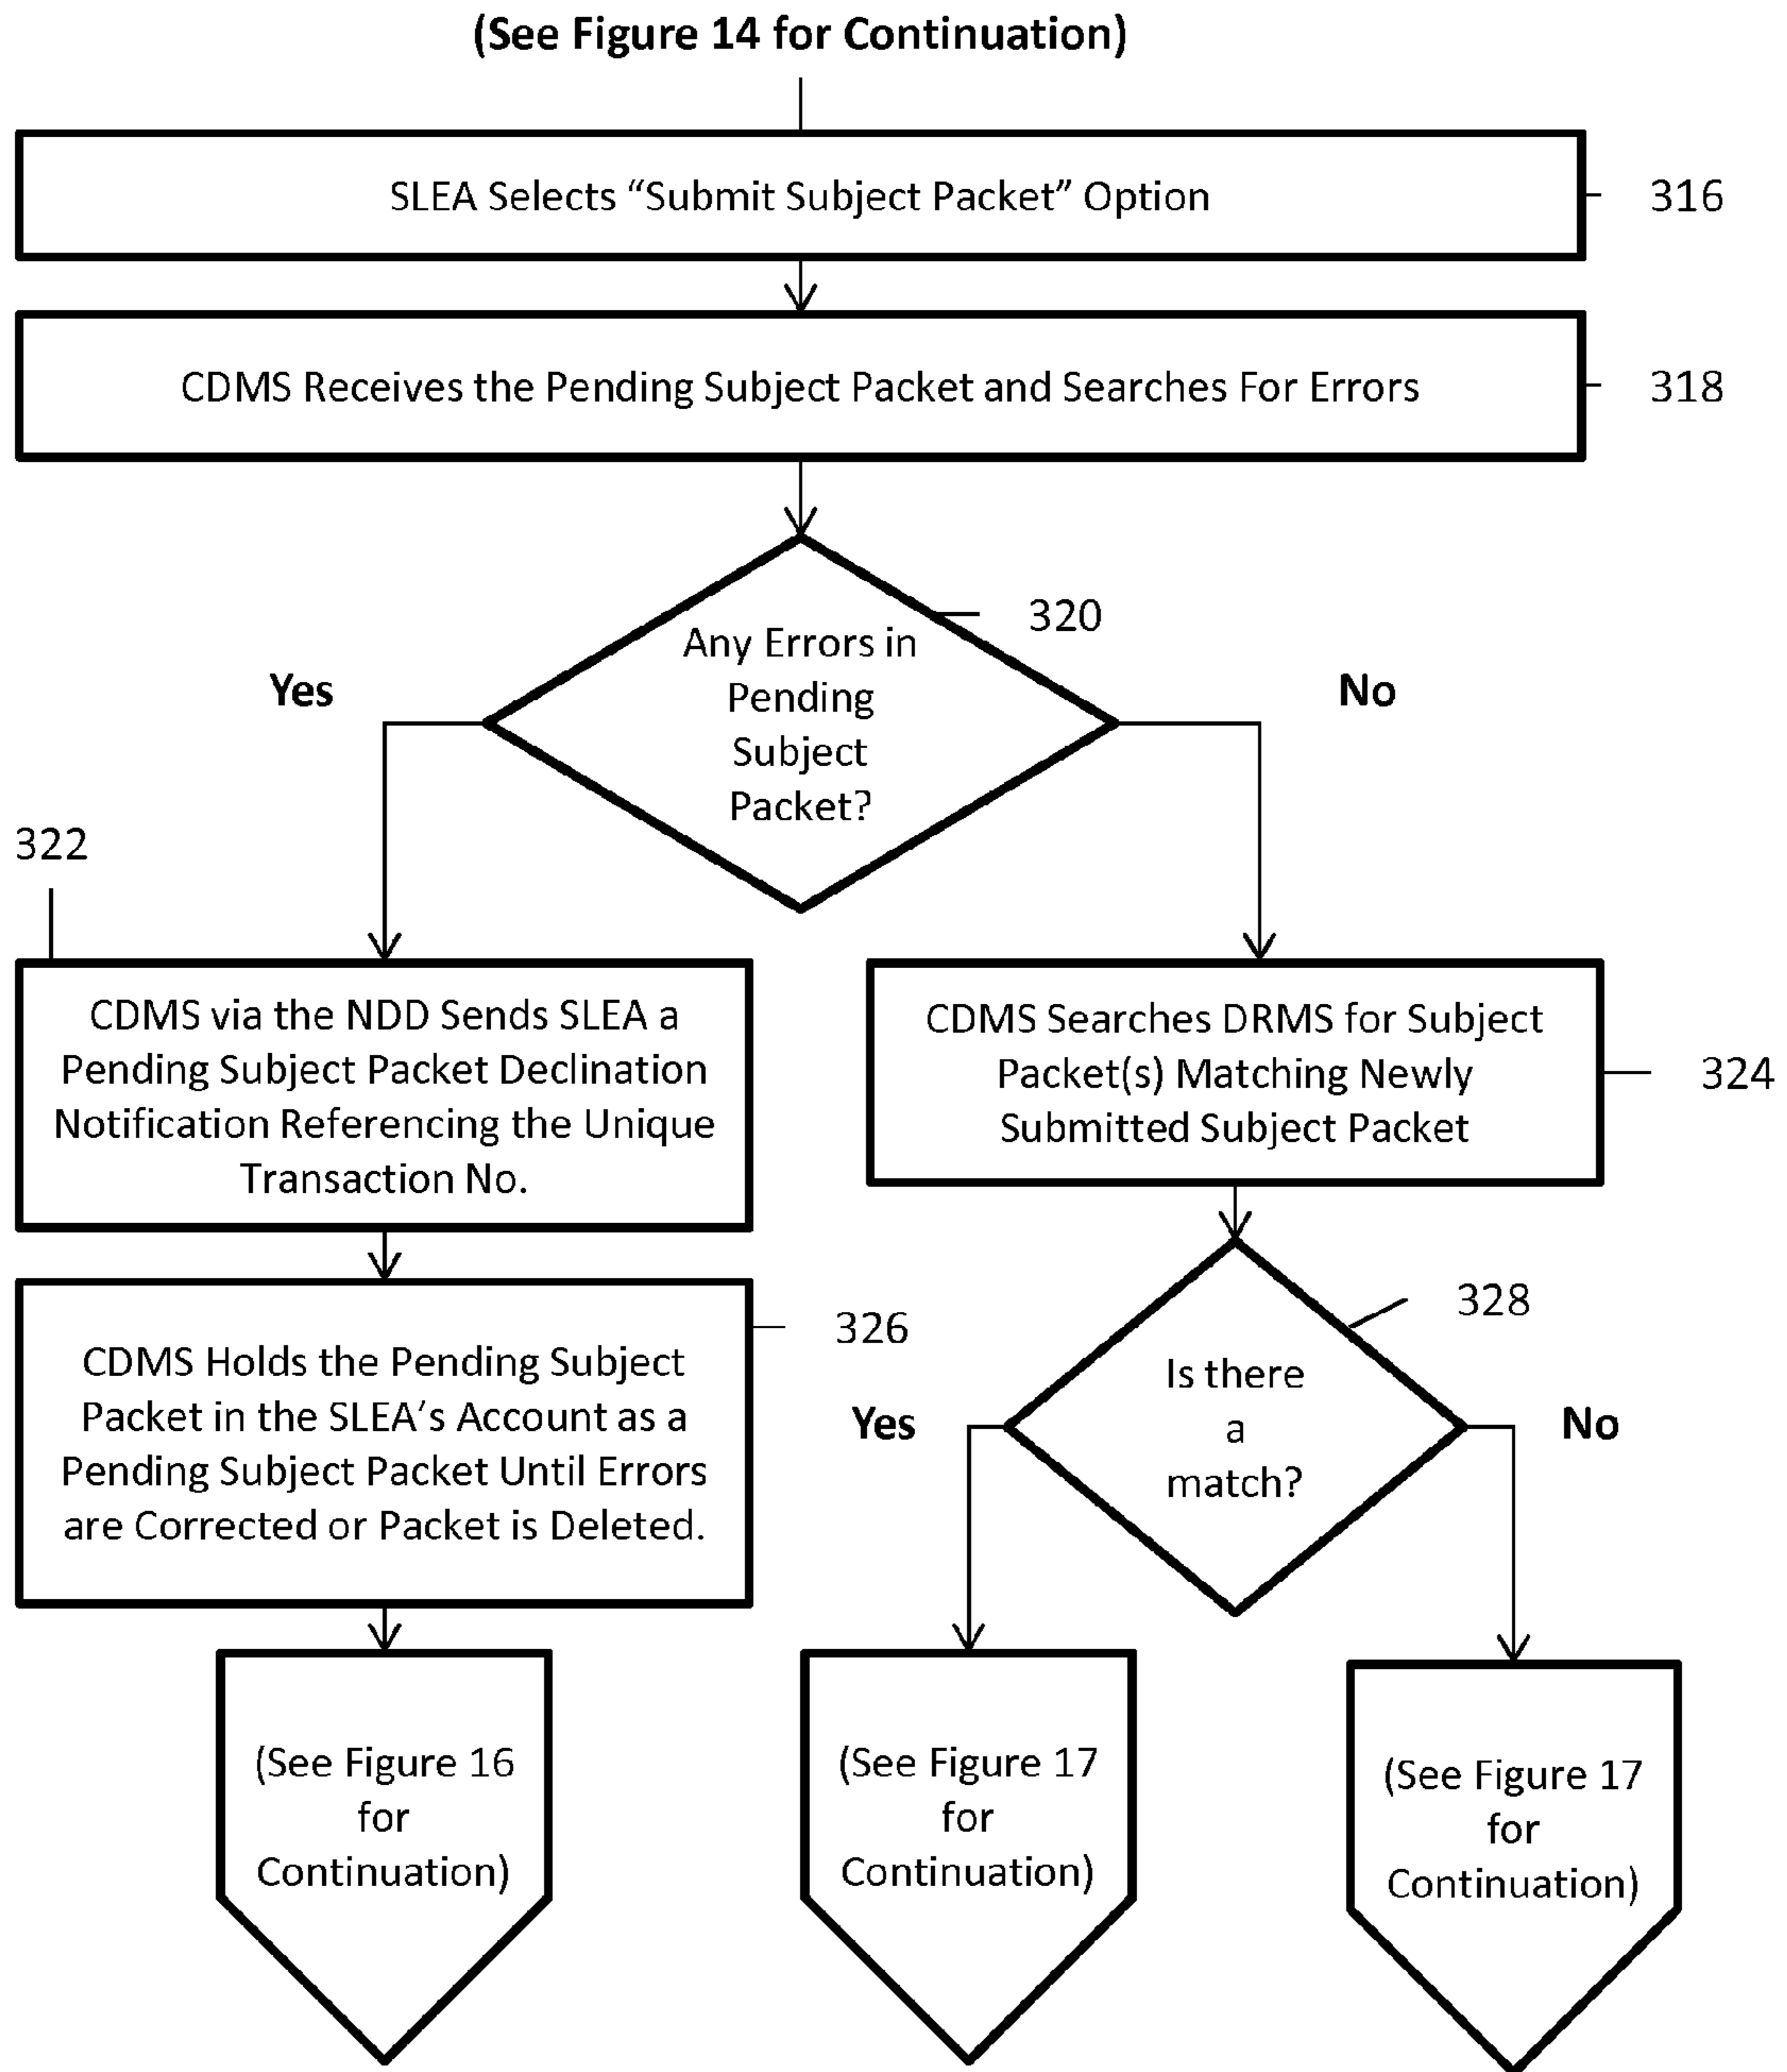 (See Figure 14 for Continuation)
SLEA Selects “Submit Subject Packet” Option
316
CDMS Receives the Pending Subject Packet and Searches For Errors
318
320
Any Errors in
Pending
Subject
Packet?
Yes
No
322
CDMS via the NDD Sends SLEA a
Pending Subject Packet Declination
Notification Referencing the Unique
Transaction No.
CDMS Searches DRMS for Subject
Packet(s) Matching Newly
Submitted Subject Packet
324
CDMS Holds the Pending Subject
Packet in the SLEA’s Account as a
Pending Subject Packet Until Errors
are Corrected or Packet is Deleted.
326
328
Is there
a
match?
Yes
No
(See Figure 16
for
Continuation)
(See Figure 17
for
Continuation)
(See Figure 17
for
Continuation)